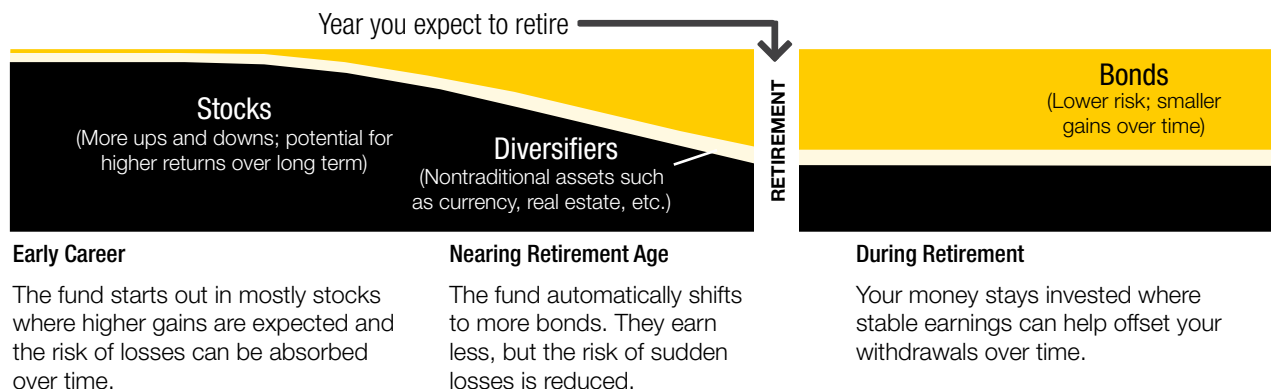 Year you expect to retire
Stocks
(More ups and downs; potential for
higher returns over long term)
Diversifiers
(Nontraditional assets such
as currency, real estate, etc.)
RETIREMENT
Bonds
(Lower risk; smaller
gains over time)
Early Career
The fund starts out in mostly stocks
where higher gains are expected and
the risk of losses can be absorbed
over time.
Nearing Retirement Age
The fund automatically shifts
to more bonds. They earn
less, but the risk of sudden
losses is reduced.
During Retirement
Your money stays invested where
stable earnings can help offset your
withdrawals over time.